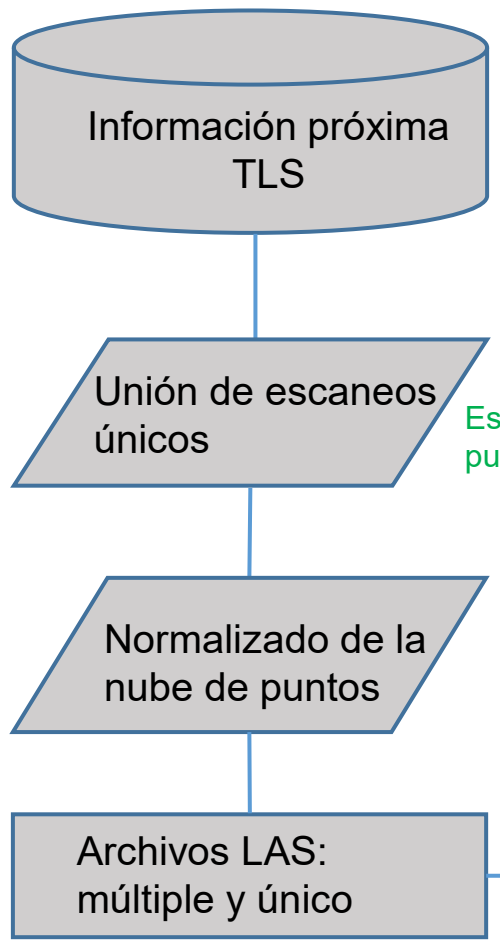 Información próxima
TLS
Unión de escaneos
únicos
Normalizado de la
nube de puntos
Archivos LAS:
múltiple y único